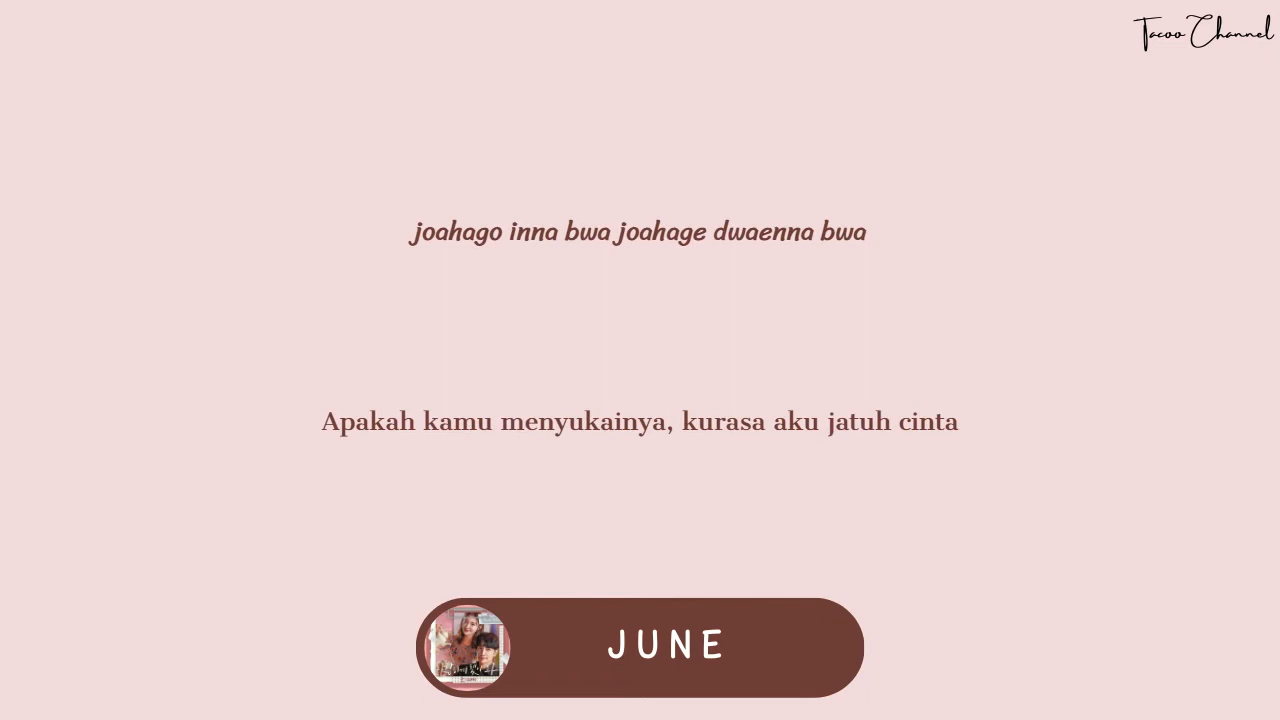 Tacoo Channel
joahago inna bwa joahage dwaenna bwa
Apakah kamu menyukainya, kurasa aku jatuh cinta
JUNE